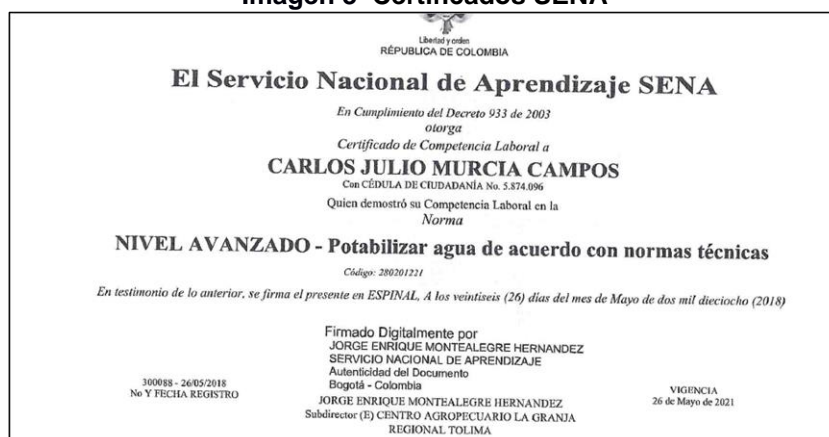 Imagen 3 Certificados SENA
Libertad y orden
RÉPUBLICA DE COLOMBIA
El Servicio Nacional de Aprendizaje SENA
En Cumplimiento del Decreto 933 de 2003
otorga
Certificado de Competencia Laboral a
CARLOS JULIO MURCIA CAMPOS
Con CÉDULA DE CIUDADANÍA No. 5.874.096
Quien demostró su Competencia Laboral en la
Norma
NIVEL AVANZADO - Potabilizar agua de acuerdo con normas técnicas
Código: 280201221
En testimonio de lo anterior, se firma el presente en ESPINAL, A los veintiseis (26) días del mes de Mayo de dos mil dieciocho (2018)
Firmado Digitalmente por
JORGE ENRIQUE MONTEALEGRE HERNANDEZ
SERVICIO NACIONAL DE APRENDIZAJE
Autenticidad del Documento
Bogotá - Colombia
JORGE ENRIQUE MONTEALEGRE HERNANDEZ
Subdirector (E) CENTRO AGROPECUARIO LA GRANJA
REGIONAL TOLIMA
300088 - 26/05/2018
No Y FECHA REGISTRO
VIGENCIA
26 de Mayo de 2021